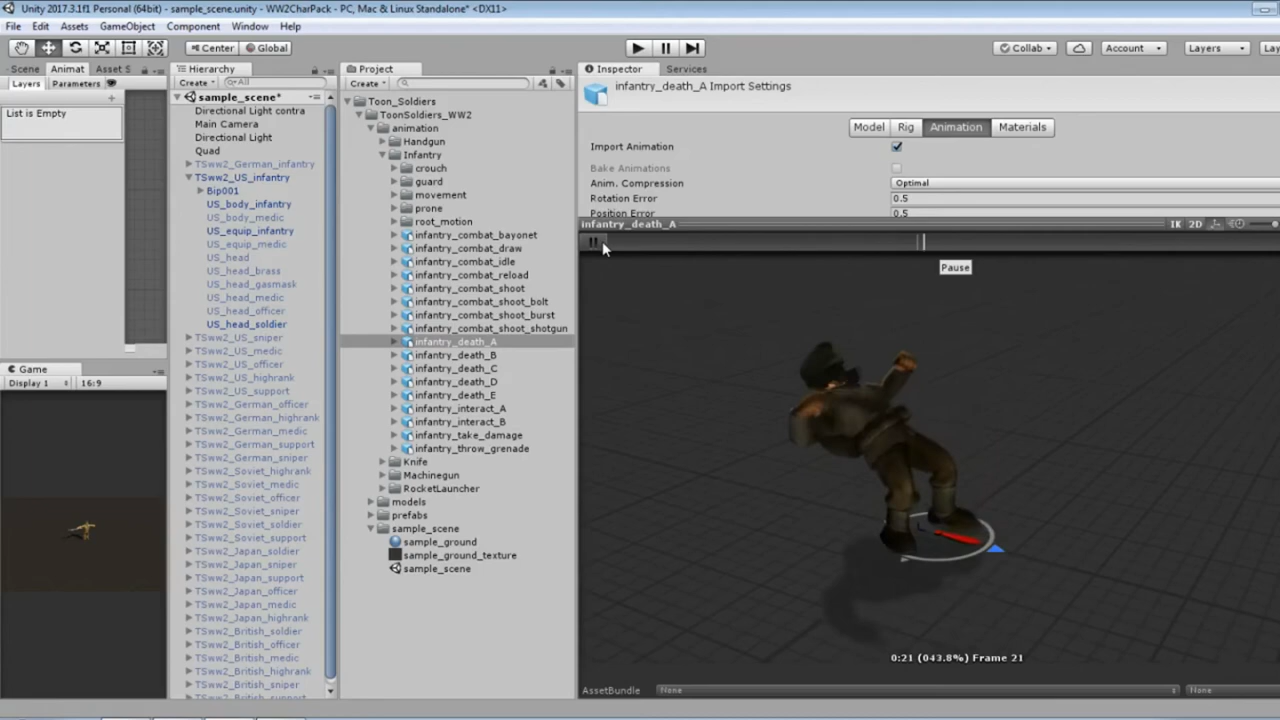 Unity 2017.3.1f1 Personal (64bit) - sample_scene.unity - WW2CharPack - PC, Mac & Linux Standalone* <DX11>
File Edit Assets GameObject Component Window Help
Center Global
Collab Account Layers
Scene Animat Asset S
Layers Parameters
List is Empty
Game
Display 1 16:9
Hierarchy
Create All
sample_scene*
Directional Light contra
Main Camera
Directional Light
Quad
TSww2_German_infantry
TSww2_US_infantry
Bip001
US_body_infantry
US_body_medic
US_equip_infantry
US_equip_medic
US_head
US_head_brass
US_head_gasmask
US_head_medic
US_head_officer
US_head_soldier
TSww2_US_sniper
TSww2_US_medic
TSww2_US_officer
TSww2_US_highrank
TSww2_US_support
TSww2_German_officer
TSww2_German_highrank
TSww2_German_medic
TSww2_German_support
TSww2_German_sniper
TSww2_Soviet_highrank
TSww2_Soviet_medic
TSww2_Soviet_officer
TSww2_Soviet_sniper
TSww2_Soviet_soldier
TSww2_Soviet_support
TSww2_Japan_soldier
TSww2_Japan_sniper
TSww2_Japan_support
TSww2_Japan_officer
TSww2_Japan_medic
TSww2_Japan_highrank
TSww2_British_soldier
TSww2_British_officer
TSww2_British_medic
TSww2_British_highrank
TSww2_British_sniper
TSww2_British_support
Project
Create
Toon_Soldiers
ToonSoldiers_WW2
animation
Handgun
Infantry
crouch
guard
movement
prone
root_motion
infantry_combat_bayonet
infantry_combat_draw
infantry_combat_idle
infantry_combat_reload
infantry_combat_shoot
infantry_combat_shoot_bolt
infantry_combat_shoot_burst
infantry_combat_shoot_shotgun
infantry_death_A
infantry_death_B
infantry_death_C
infantry_death_D
infantry_death_E
infantry_interact_A
infantry_interact_B
infantry_take_damage
infantry_throw_grenade
Knife
Machinegun
RocketLauncher
models
prefabs
sample_scene
sample_ground
sample_ground_texture
sample_scene
Inspector Services
infantry_death_A Import Settings
Model Rig Animation Materials
Import Animation
Bake Animations
Anim. Compression Optimal
Rotation Error 0.5
Position Error 0.5
infantry_death_A IK 2D
Pause
0:21 (043.8%) Frame 21
AssetBundle None None